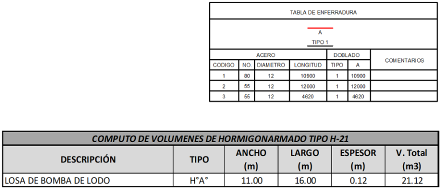 TABLA DE ENFERRADURA
A
TIPO 1
ACERO DOBLADO COMENTARIOS
CODIGO NO. DIAMETRO LONGITUD TIPO A
1 80 12 10900 1 10900
2 55 12 12000 1 12000
3 55 12 4620 1 4620
COMPUTO DE VOLUMENES DE HORMIGONARMADO TIPO H-21
DESCRIPCIÓN TIPO ANCHO (m) LARGO (m) ESPESOR (m) V. Total (m3)
LOSA DE BOMBA DE LODO H°A° 11.00 16.00 0.12 21.12